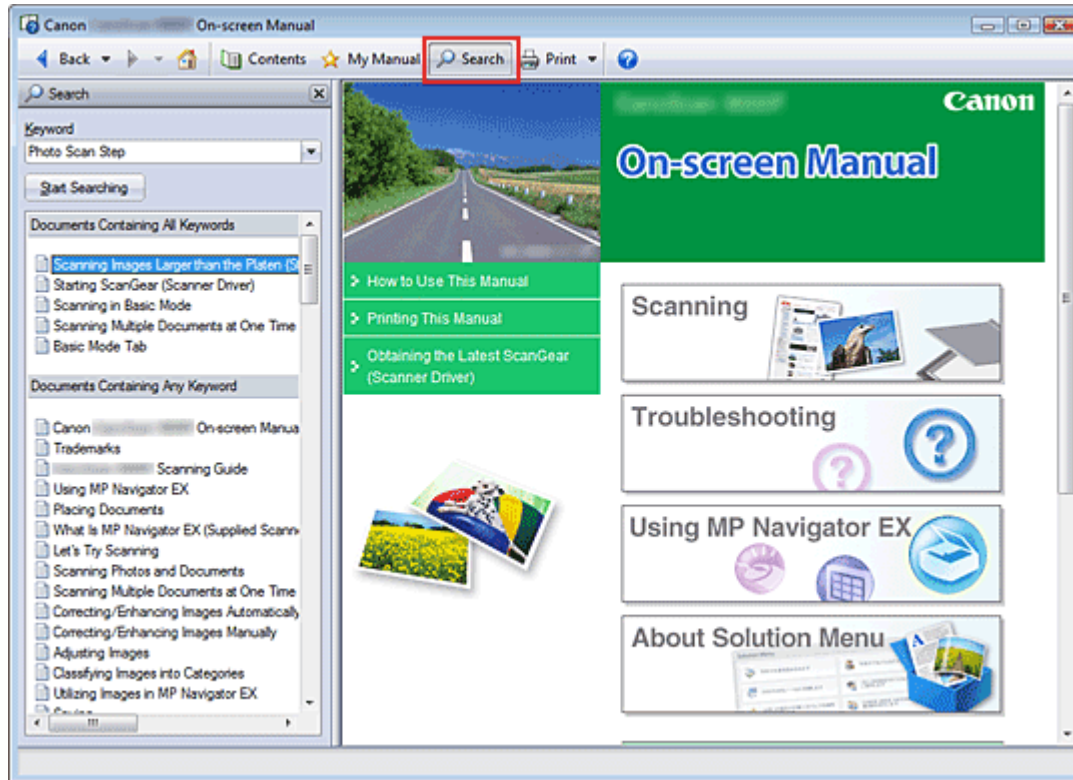 Canon On-screen Manual
Back Contents My Manual Search Print
Search
Keyword
Photo Scan Step
Start Searching
Documents Containing All Keywords
Scanning Images Larger than the Platen (S
Starting ScanGear (Scanner Driver)
Scanning in Basic Mode
Scanning Multiple Documents at One Time
Basic Mode Tab
Documents Containing Any Keyword
Canon On-screen Manua
Trademarks
Scanning Guide
Using MP Navigator EX
Placing Documents
What Is MP Navigator EX (Supplied Scann
Let's Try Scanning
Scanning Photos and Documents
Scanning Multiple Documents at One Time
Correcting/Enhancing Images Automatically
Correcting/Enhancing Images Manually
Adjusting Images
Classifying Images into Categories
Utilizing Images in MP Navigator EX
How to Use This Manual
Printing This Manual
Obtaining the Latest ScanGear
(Scanner Driver)
Canon
On-screen Manual
Scanning
Troubleshooting
Using MP Navigator EX
About Solution Menu